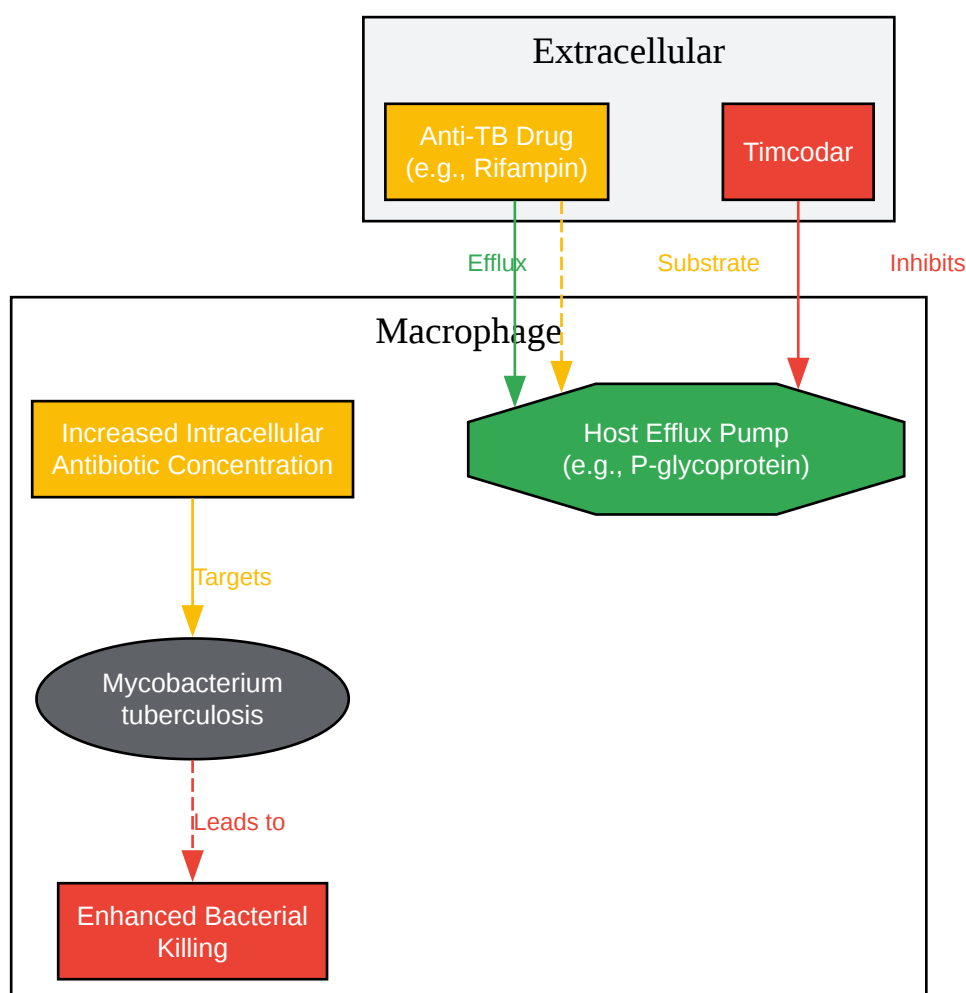 Extracellular
Anti-TB Drug
(e.g., Rifampin)
Timcodar
Efflux
Substrate
Inhibits
Macrophage
Increased Intracellular
Antibiotic Concentration
Host Efflux Pump
(e.g., P-glycoprotein)
Targets
Mycobacterium
tuberculosis
Leads to
Enhanced Bacterial
Killing